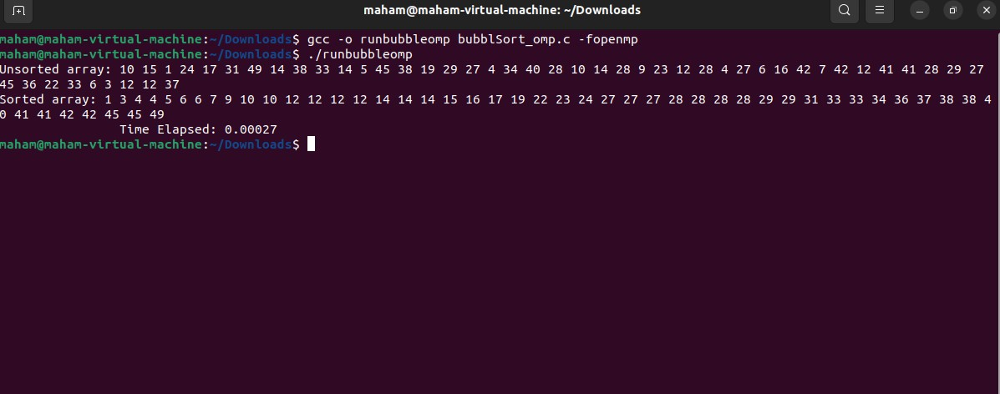 maham@maham-virtual-machine: ~/Downloads
maham@maham-virtual-machine:~/Downloads$ gcc -o runbubbleomp bubblSort_omp.c -fopenmp
maham@maham-virtual-machine:~/Downloads$ ./runbubbleomp
Unsorted array: 10 15 1 24 17 31 49 14 38 33 14 5 45 38 19 29 27 4 34 40 28 10 14 28 9 23 12 28 4 27 6 16 42 7 42 12 41 41 28 29 27
45 36 22 33 6 3 12 12 37
Sorted array: 1 3 4 4 5 6 6 7 9 10 10 12 12 12 12 14 14 14 15 16 17 19 22 23 24 27 27 27 28 28 28 28 29 29 31 33 33 34 36 37 38 38 4
0 41 41 42 42 45 45 49
Time Elapsed: 0.00027
maham@maham-virtual-machine:~/Downloads$